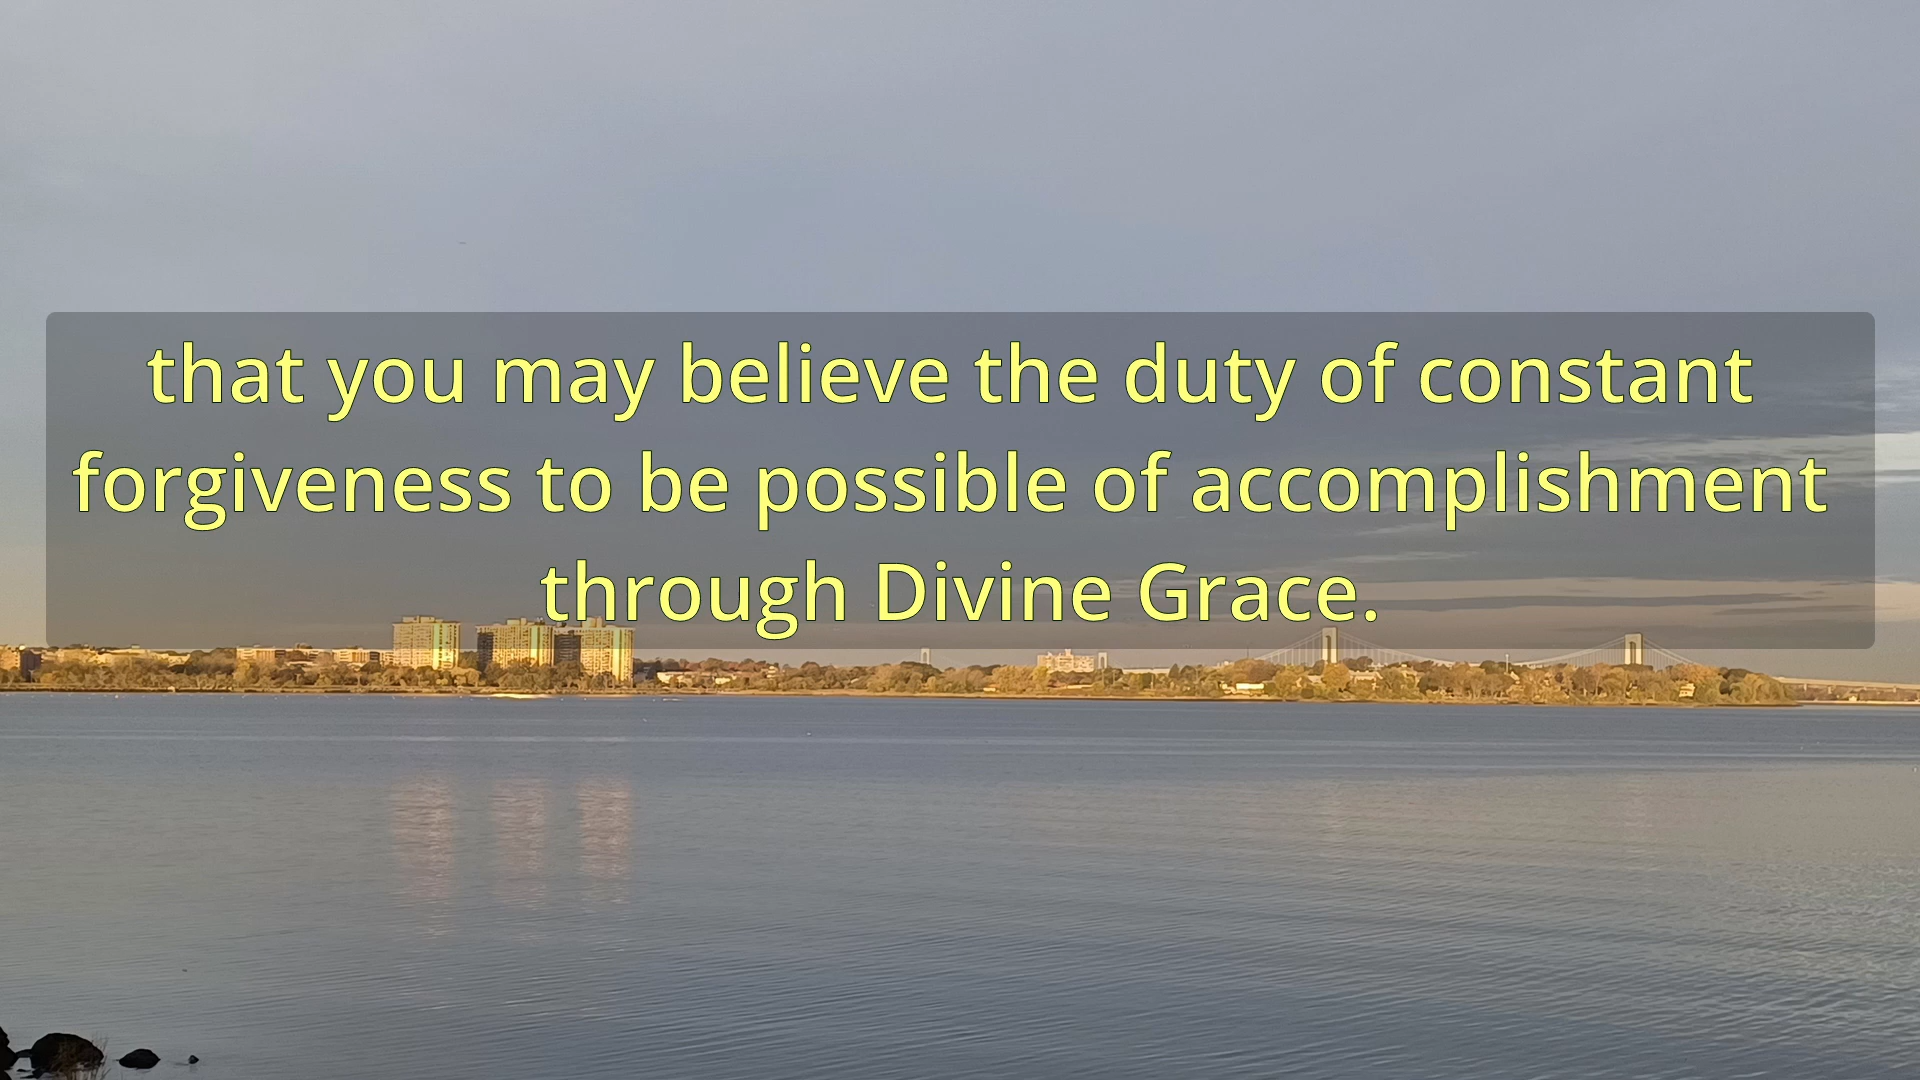 that you may believe the duty of constant
forgiveness to be possible of accomplishment
through Divine Grace.